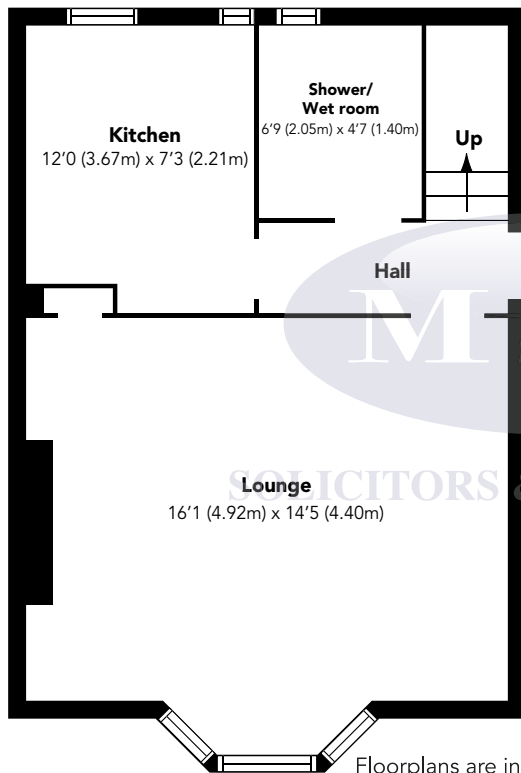 Kitchen
12'0 (3.67m) x 7'3 (2.21m)
Shower/
Wet room
6'9 (2.05m) x 4'7 (1.40m)
Up
Hall
M
SOLICITORS &
Lounge
16'1 (4.92m) x 14'5 (4.40m)
Floorplans are in